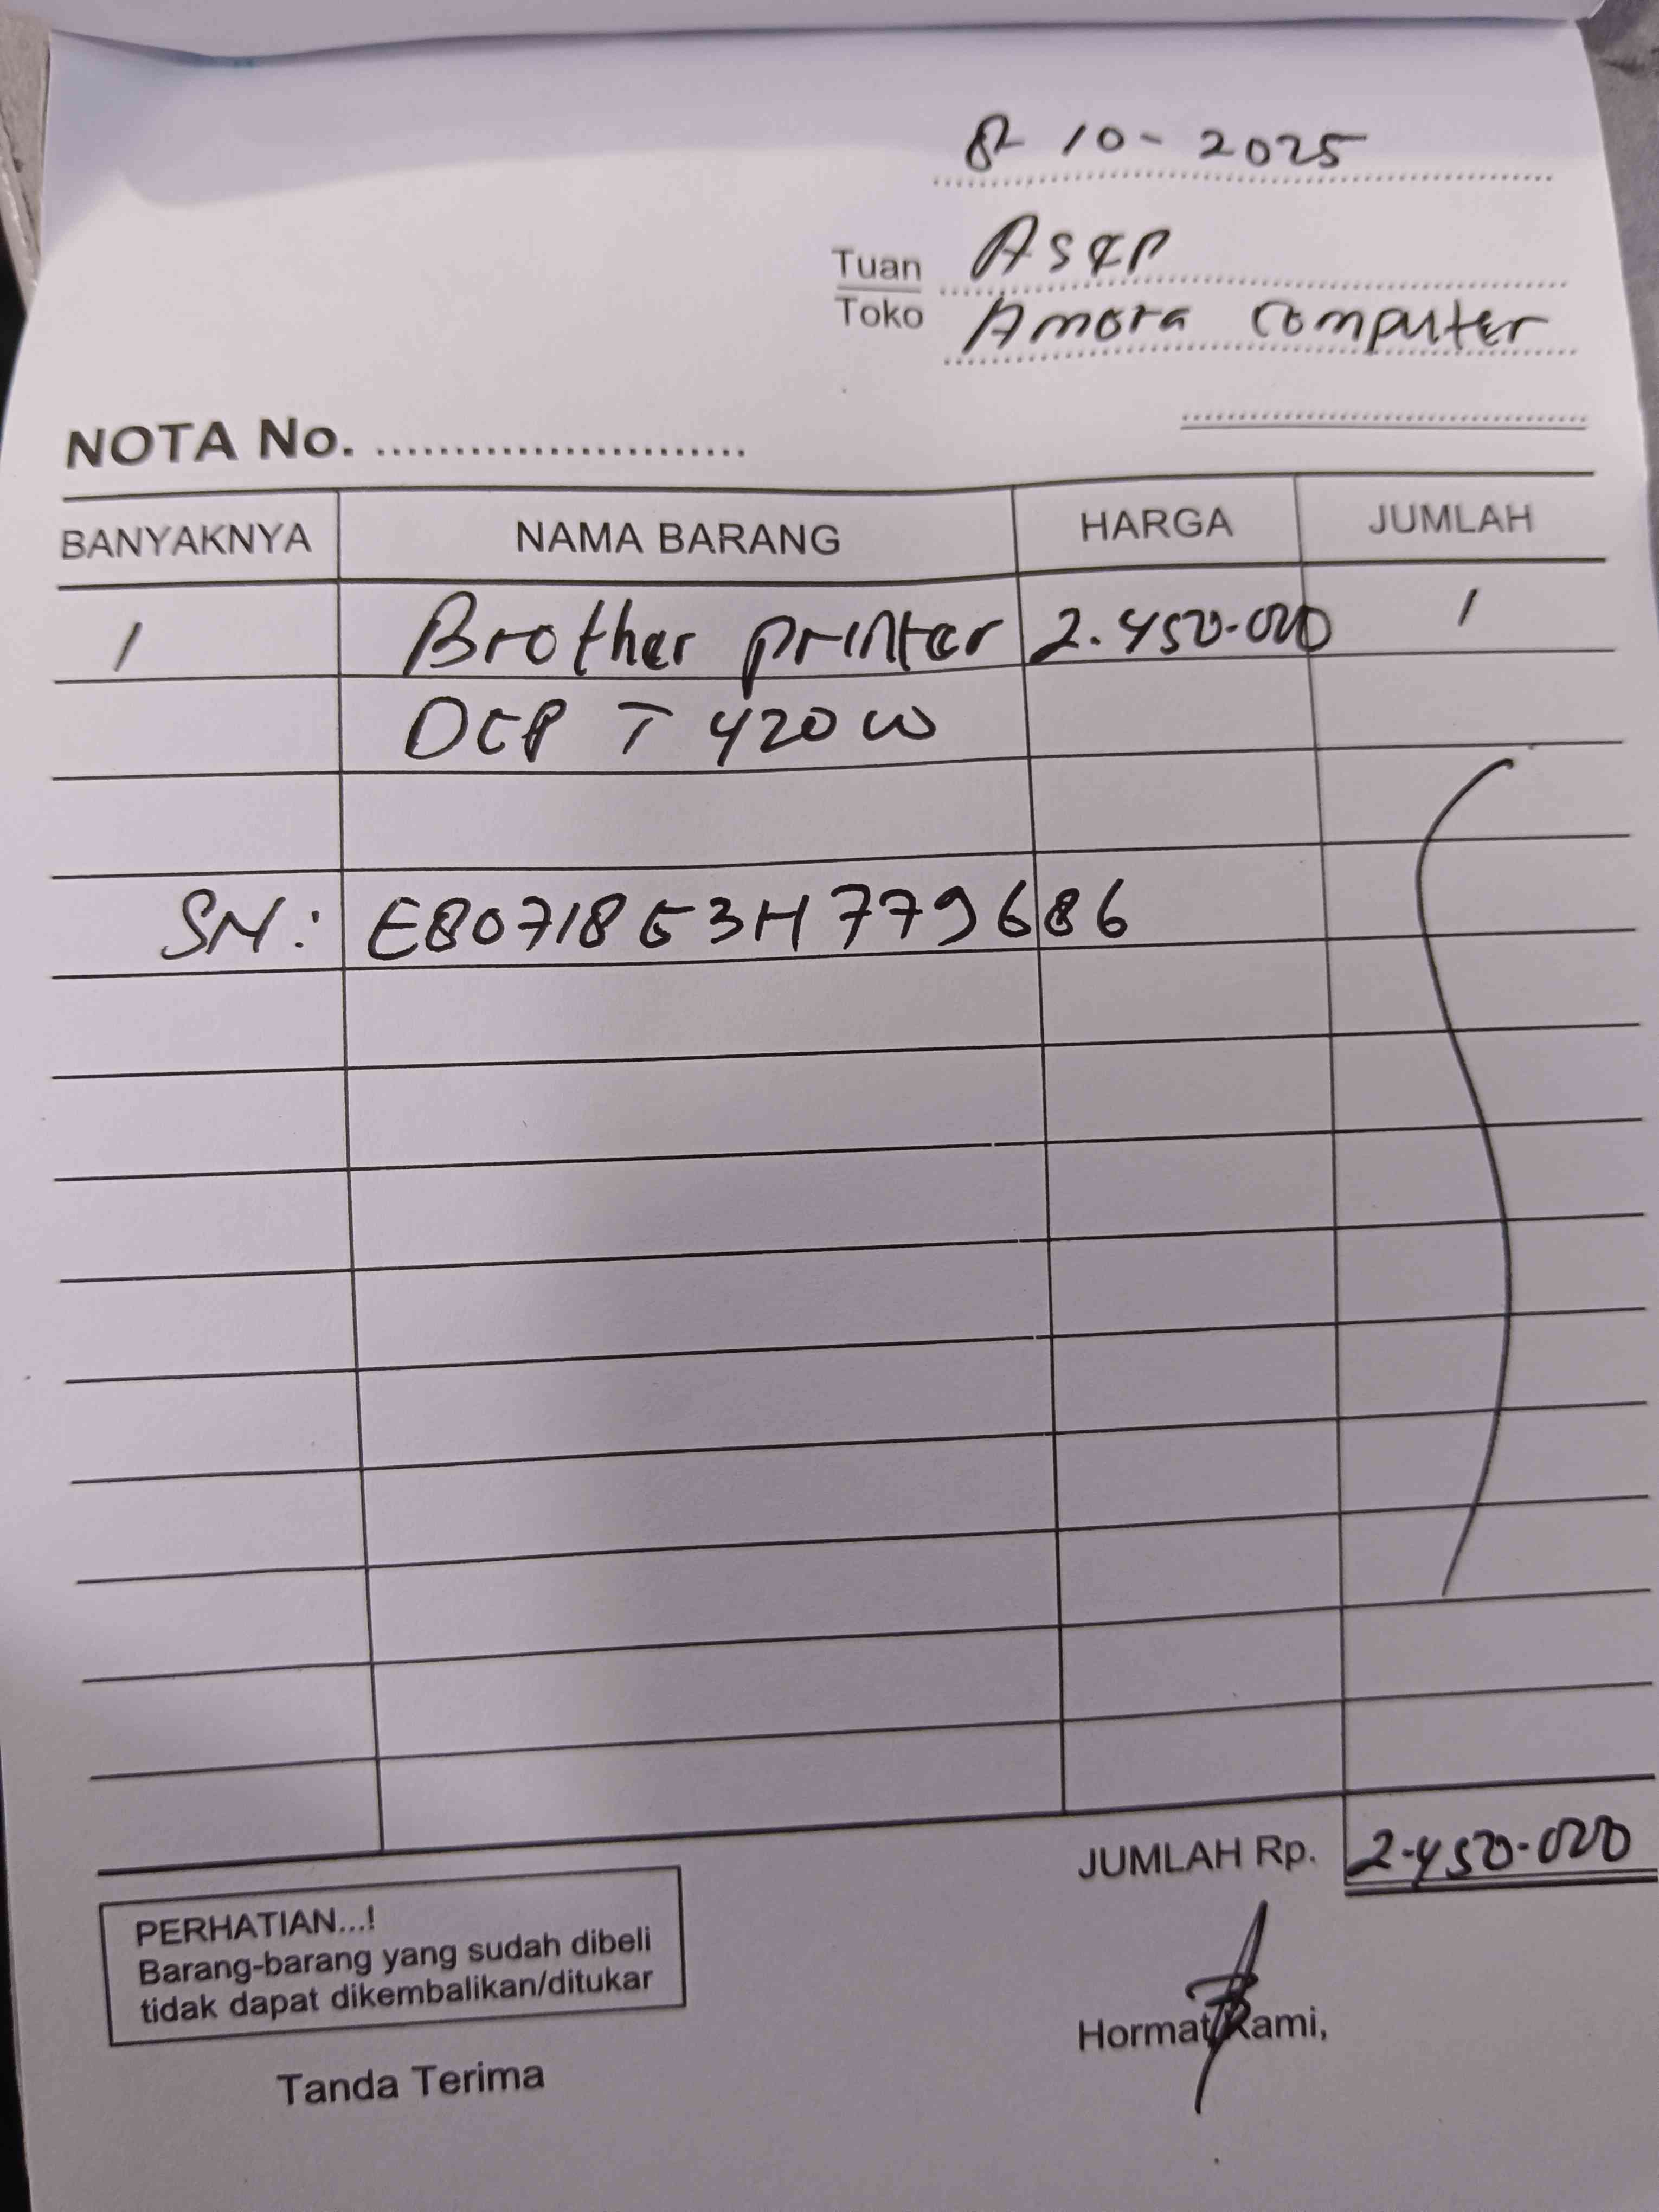 8-10-2025
Tuan Asep
Toko Amora computer
NOTA No. ........................
BANYAKNYA NAMA BARANG HARGA JUMLAH
1 Brother printer 2.450.000 1
DCP T 420 W
SN: E80718G3H779686
JUMLAH Rp. 2.450.000
PERHATIAN...!
Barang-barang yang sudah dibeli
tidak dapat dikembalikan/ditukar
Hormat Kami,
Tanda Terima